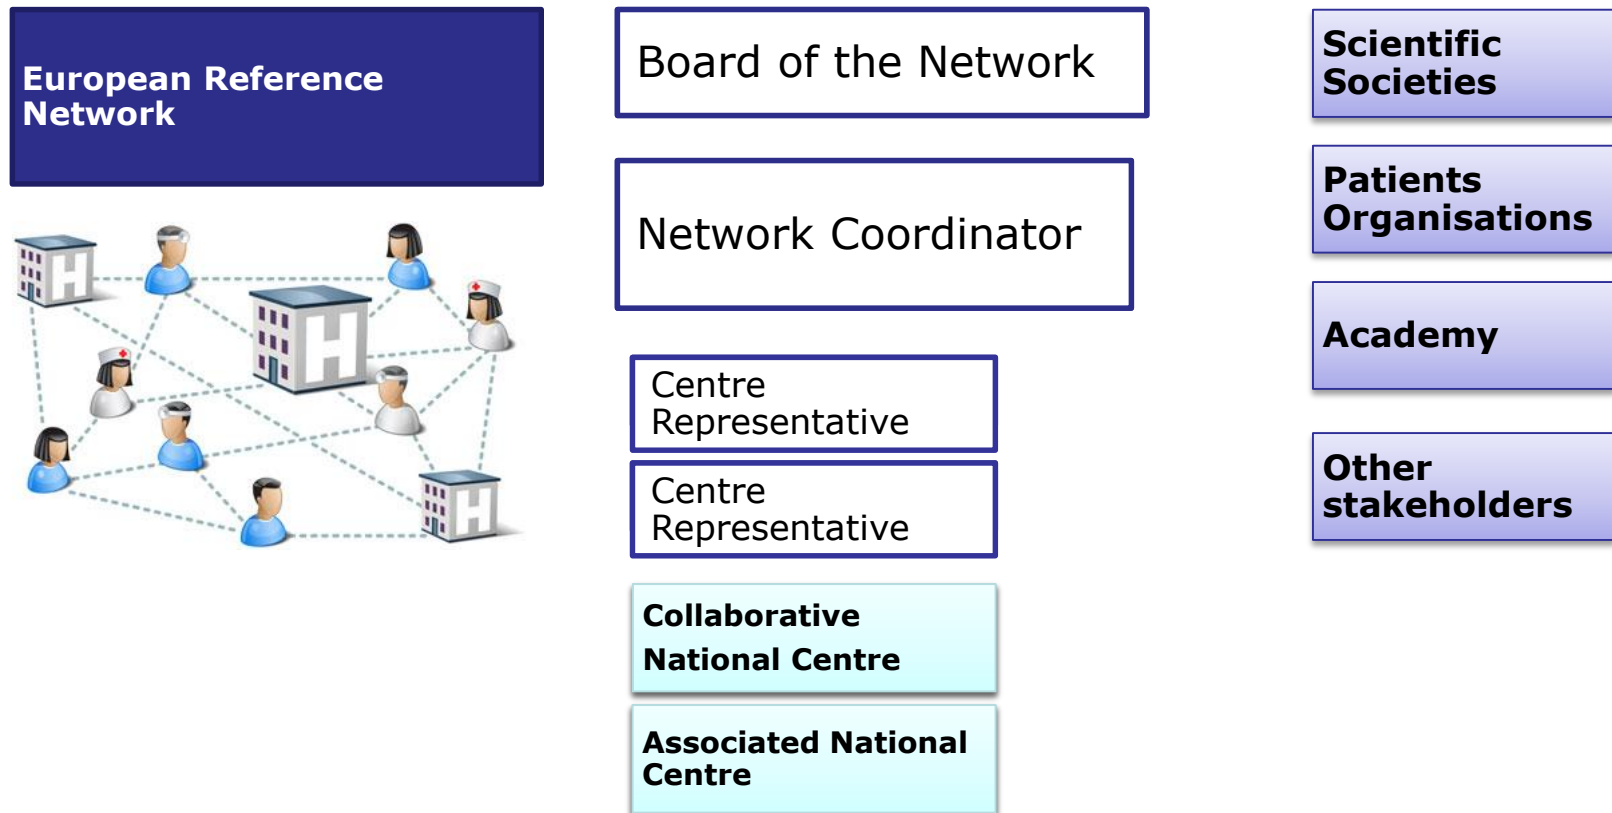 European Reference
Network
Board of the Network
Network Coordinator
Centre
Representative
Centre
Representative
Collaborative
National Centre
Associated National
Centre
Scientific
Societies
Patients
Organisations
Academy
Other
stakeholders
H
H
H